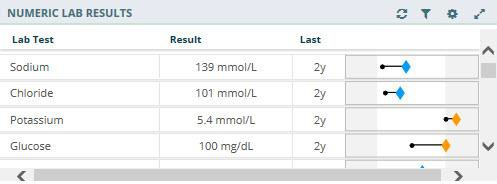 NUMERIC LAB RESULTS
Lab Test Result Last
Sodium 139 mmol/L 2y
Chloride 101 mmol/L 2y
Potassium 5.4 mmol/L 2y
Glucose 100 mg/dL 2y